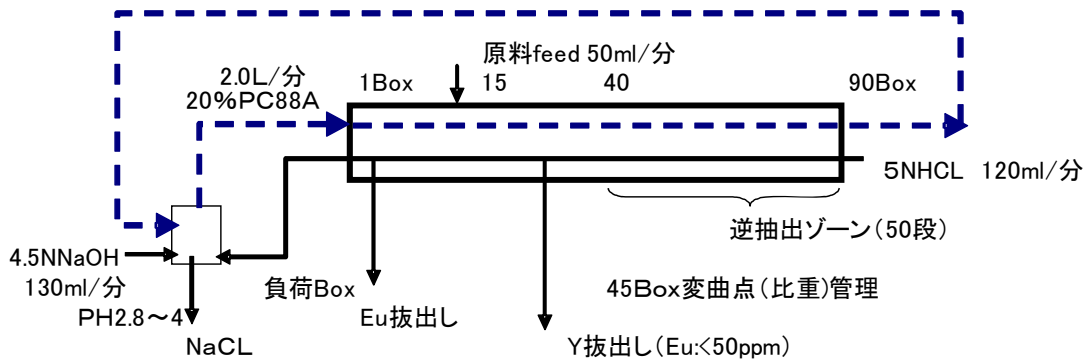 原料feed 50ml/分
2.0L/分
20%PC88A
1Box
15
40
90Box
5NHCL 120ml/分
逆抽出ゾーン(50段)
4.5NNaOH
130ml/分
PH2.8～4
NaCL
負荷Box
Eu抜出し
45Box変曲点(比重)管理
Y抜出し(Eu:<50ppm)